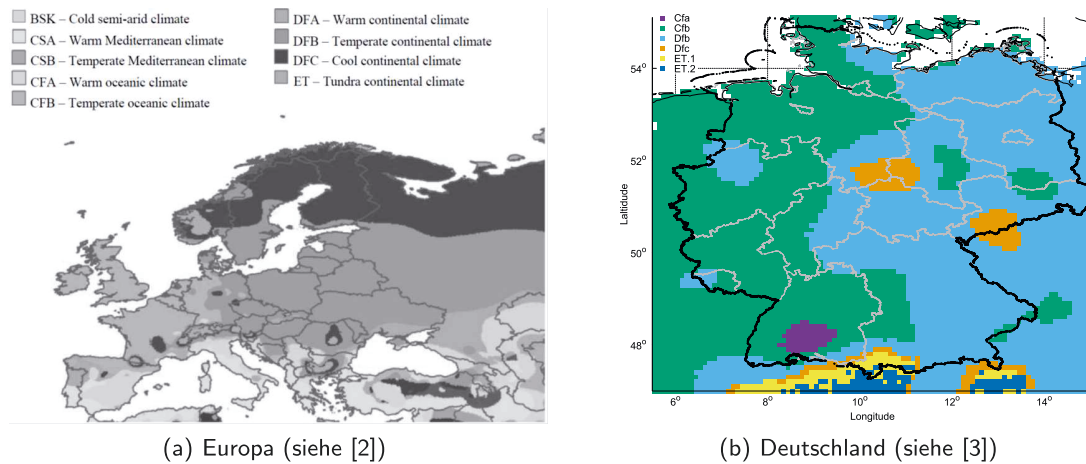 BSK – Cold semi-arid climate
CSA – Warm Mediterranean climate
CSB – Temperate Mediterranean climate
CFA – Warm oceanic climate
CFB – Temperate oceanic climate
DFA – Warm continental climate
DFB – Temperate continental climate
DFC – Cool continental climate
ET – Tundra continental climate
(a) Europa (siehe [2])
Cfa
Cfb
Dfb
Dfc
ET.1
ET.2
54°
52°
50°
48°
Laltidude
6°
8°
10°
12°
14°
Longitude
(b) Deutschland (siehe [3])